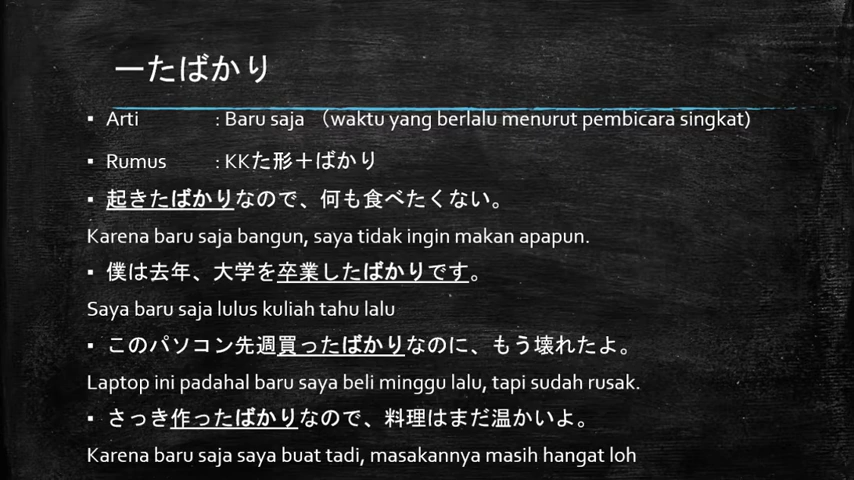 ーたばかり
▪ Arti : Baru saja （waktu yang berlalu menurut pembicara singkat)
▪ Rumus : KKた形＋ばかり
▪ 起きたばかりなので、何も食べたくない。
Karena baru saja bangun, saya tidak ingin makan apapun.
▪ 僕は去年、大学を卒業したばかりです。
Saya baru saja lulus kuliah tahu lalu
▪ このパソコン先週買ったばかりなのに、もう壊れたよ。
Laptop ini padahal baru saya beli minggu lalu, tapi sudah rusak.
▪ さっき作ったばかりなので、料理はまだ温かいよ。
Karena baru saja saya buat tadi, masakannya masih hangat loh